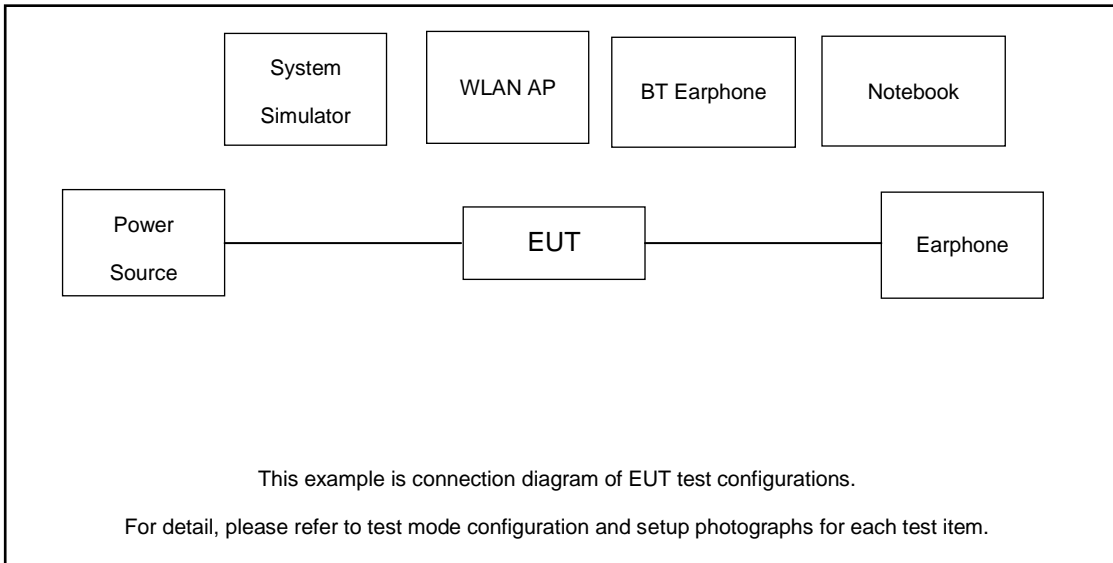 System
Simulator
WLAN AP
BT Earphone
Notebook
Power
Source
EUT
Earphone
This example is connection diagram of EUT test configurations.
For detail, please refer to test mode configuration and setup photographs for each test item.